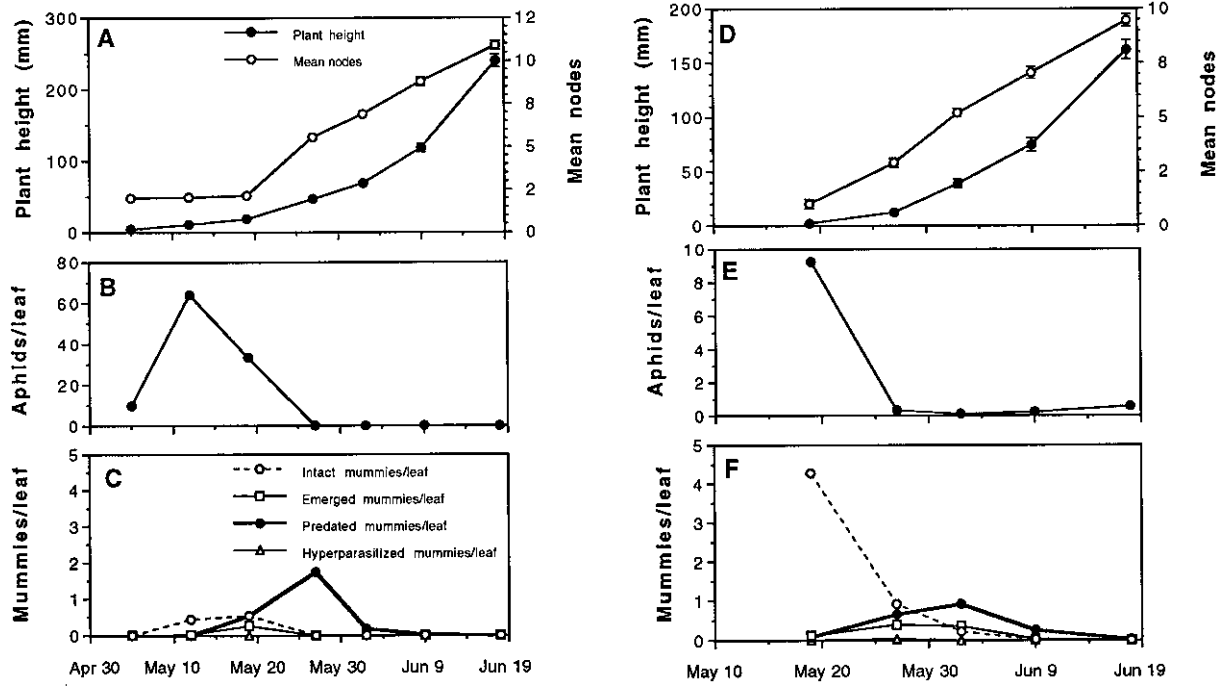 A
Plant height
Mean nodes
Plant height (mm)
300
200
100
0
12
10
8
5
2
0
Mean nodes
B
Aphids/leaf
80
60
40
20
0
C
Intact mummies/leaf
Emerged mummies/leaf
Predated mummies/leaf
Hyperparasilized mummies/leaf
Mummies/leaf
5
4
3
2
1
0
Apr 30 May 10 May 20 May 30 Jun 9 Jun 19
D
Plant height (mm)
200
150
100
50
0
10
8
5
2
0
Mean nodes
E
Aphids/leaf
10
8
6
4
2
0
F
Mummies/leaf
5
4
3
2
1
0
May 10 May 20 May 30 Jun 9 Jun 19